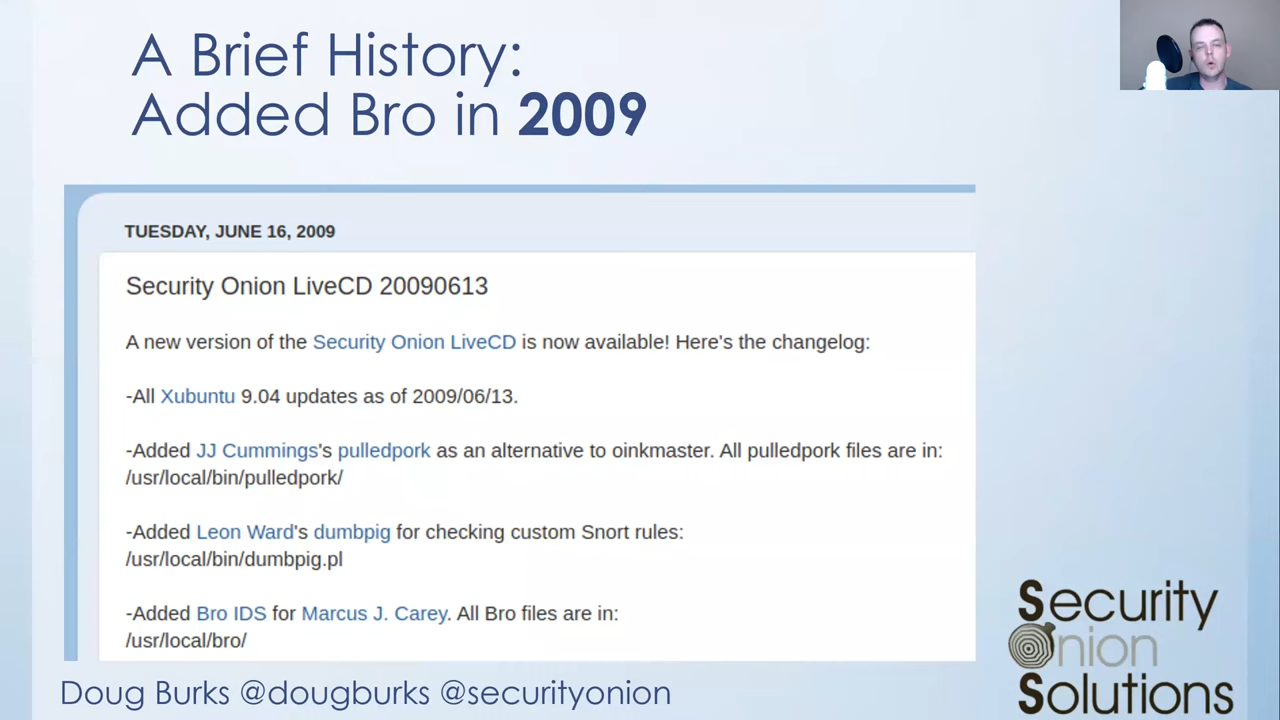 A Brief History:
Added Bro in 2009
TUESDAY, JUNE 16, 2009
Security Onion LiveCD 20090613
A new version of the Security Onion LiveCD is now available! Here's the changelog:
-All Xubuntu 9.04 updates as of 2009/06/13.
-Added JJ Cummings's pulledpork as an alternative to oinkmaster. All pulledpork files are in:
/usr/local/bin/pulledpork/
-Added Leon Ward's dumbpig for checking custom Snort rules:
/usr/local/bin/dumbpig.pl
-Added Bro IDS for Marcus J. Carey. All Bro files are in:
/usr/local/bro/
Doug Burks @dougburks @securityonion
Security
Onion
Solutions